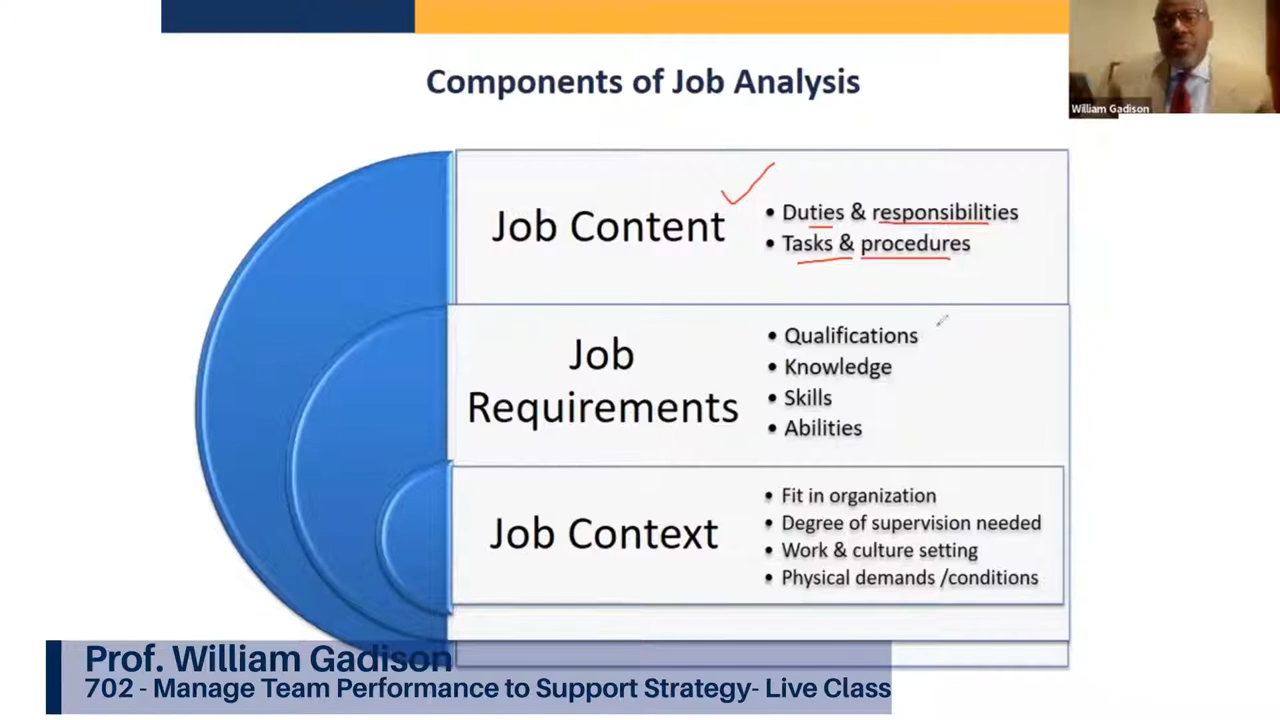 Components of Job Analysis
William Gadison
Job Content
• Duties & responsibilities
• Tasks & procedures
Job
Requirements
• Qualifications
• Knowledge
• Skills
• Abilities
Job Context
• Fit in organization
• Degree of supervision needed
• Work & culture setting
• Physical demands /conditions
Prof. William Gadison
702 - Manage Team Performance to Support Strategy- Live Class